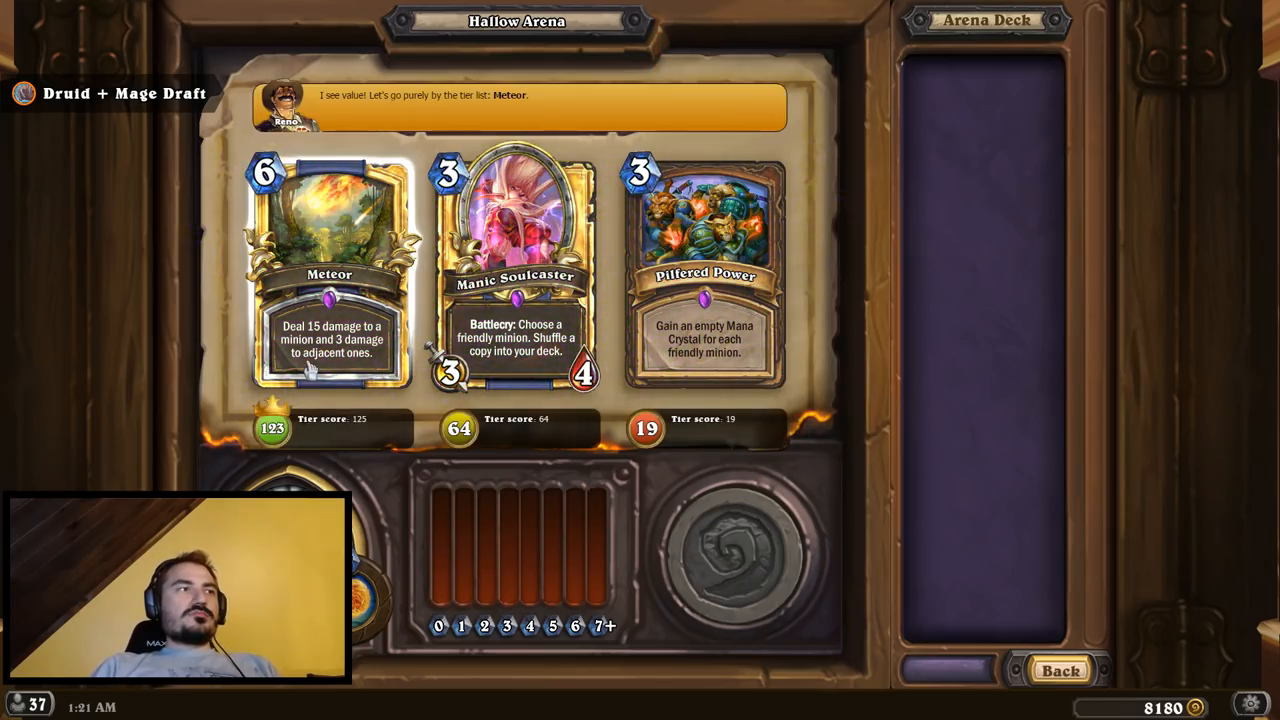 Hallow Arena
Arena Deck
Druid + Mage Draft
I see value! Let's go purely by the tier list: Meteor.
Reno
6
3
3
Meteor
Manic Soulcaster
Pilfered Power
Deal 15 damage to a
minion and 3 damage
to adjacent ones.
Battlecry: Choose a
friendly minion. Shuffle a
copy into your deck.
Gain an empty Mana
Crystal for each
friendly minion.
3
4
123
Tier score: 125
64
Tier score: 64
19
Tier score: 19
0 1 2 3 4 5 6 7+
MAX
Back
37
1:21 AM
8180